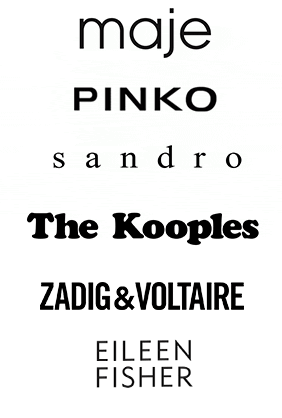 maje
PINKO
sandro
The Kooples
ZADIG&VOLTAIRE
EILEEN
FISHER